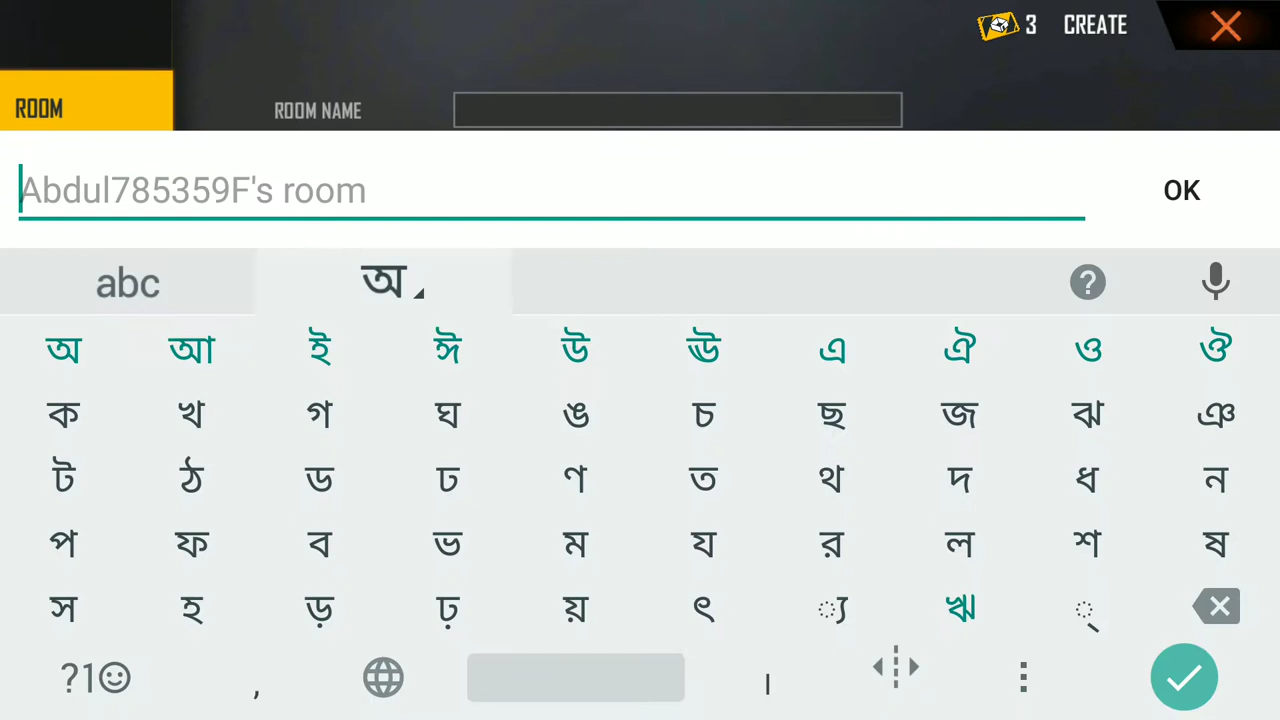 3 CREATE
ROOM
ROOM NAME
Abdul785359F's room
OK
abc
অ
?
অ আ ই ঈ উ ঊ এ ঐ ও ঔ
ক খ গ ঘ ঙ চ ছ জ ঝ ঞ
ট ঠ ড ঢ ণ ত থ দ ধ ন
প ফ ব ভ ম য র ল শ ষ
স হ ড় ঢ় য় ৎ ্য ঋ ্
?1☺ , ।